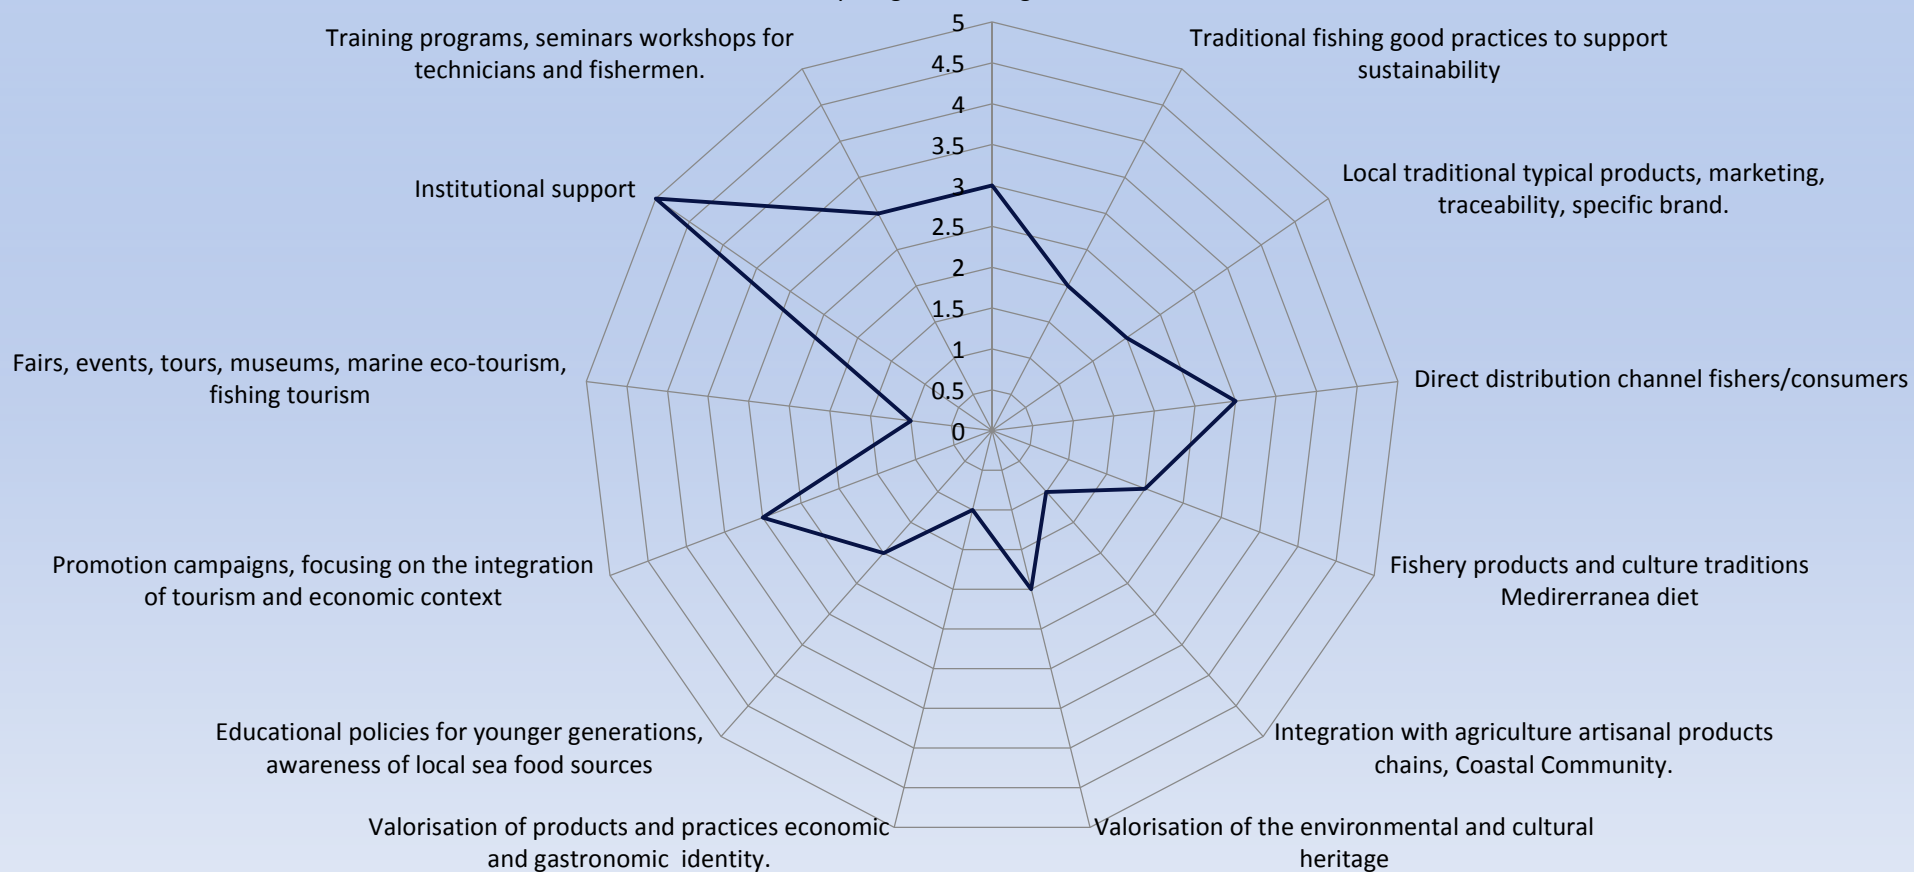 5
4.5
4
3.5
3
2.5
2
1.5
1
0.5
0
Traditional fishing good practices to support
sustainability
Local traditional typical products, marketing,
traceability, specific brand.
Direct distribution channel fishers/consumers
Fishery products and culture traditions
Medirerranea diet
Integration with agriculture artisanal products
chains, Coastal Community.
Valorisation of the environmental and cultural
heritage
Valorisation of products and practices economic
and gastronomic identity.
Educational policies for younger generations,
awareness of local sea food sources
Promotion campaigns, focusing on the integration
of tourism and economic context
Fairs, events, tours, museums, marine eco-tourism,
fishing tourism
Institutional support
Training programs, seminars workshops for
technicians and fishermen.